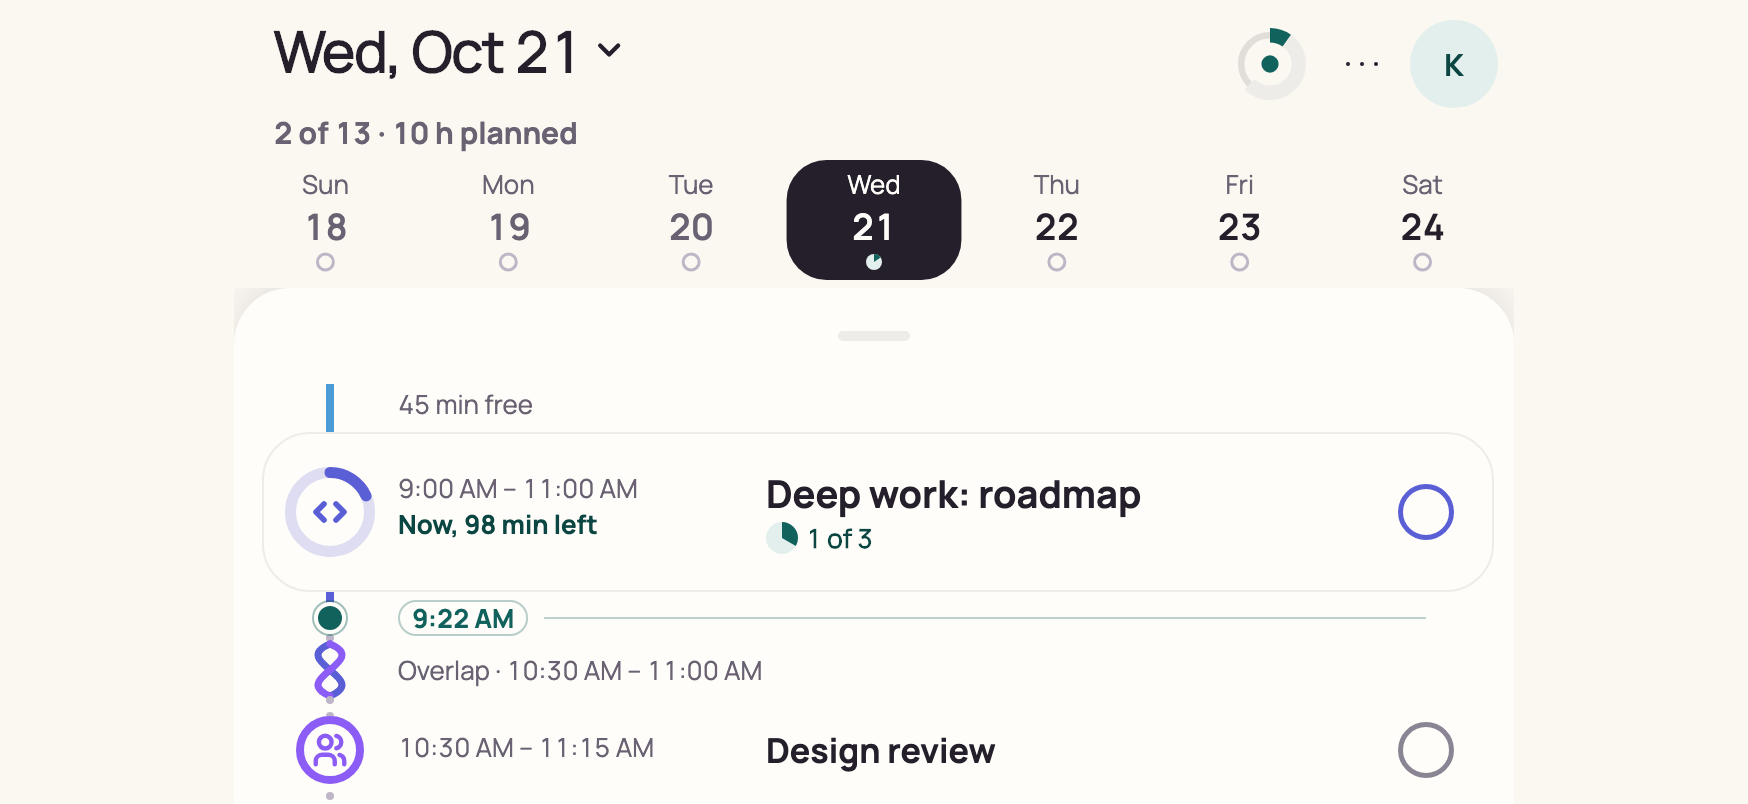 Wed, Oct 21
K
2 of 13 · 10 h planned
Sun Mon Tue Wed Thu Fri Sat
18 19 20 21 22 23 24
45 min free
9:00 AM – 11:00 AM
Now, 98 min left
Deep work: roadmap
1 of 3
9:22 AM
Overlap · 10:30 AM – 11:00 AM
10:30 AM – 11:15 AM
Design review